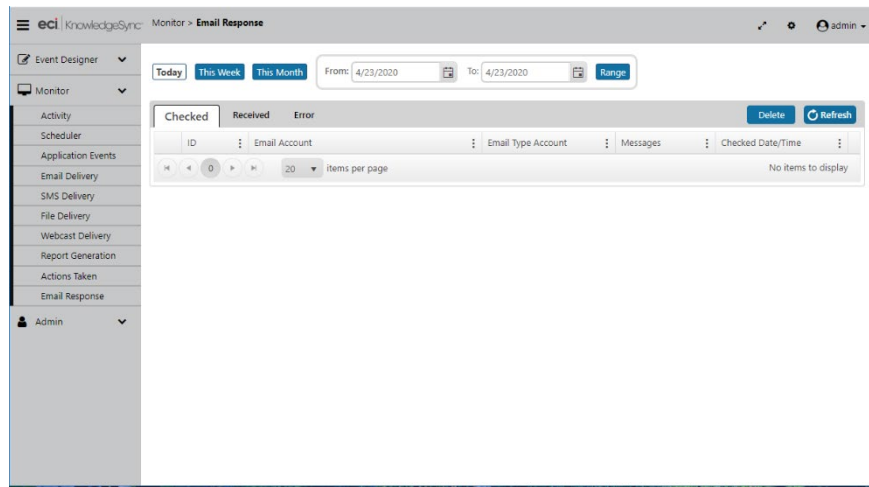 eci KnowledgeSync
Monitor > Email Response
admin
Event Designer
Monitor
Activity
Scheduler
Application Events
Email Delivery
SMS Delivery
File Delivery
Webcast Delivery
Report Generation
Actions Taken
Email Response
Admin
Today This Week This Month From: 4/23/2020 To: 4/23/2020 Range
Checked Received Error Delete Refresh
ID Email Account Email Type Account Messages Checked Date/Time
0 20 items per page No items to display